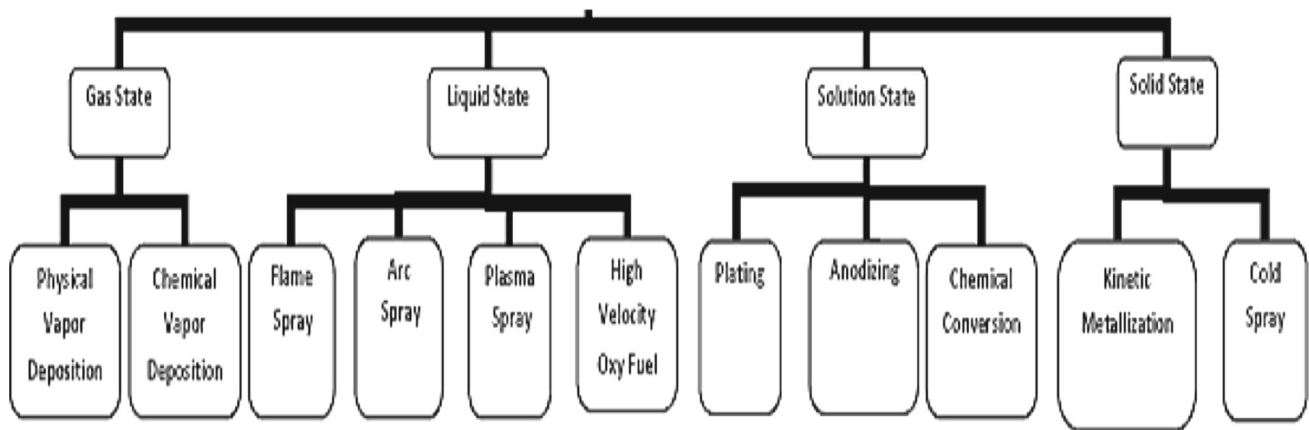 Gas State
Liquid State
Solution State
Solid State
Physical
Vapor
Deposition
Chemical
Vapor
Deposition
Flame
Spray
Arc
Spray
Plasma
Spray
High
Velocity
Oxy Fuel
Plating
Anodizing
Chemical
Conversion
Kinetic
Metallization
Cold
Spray